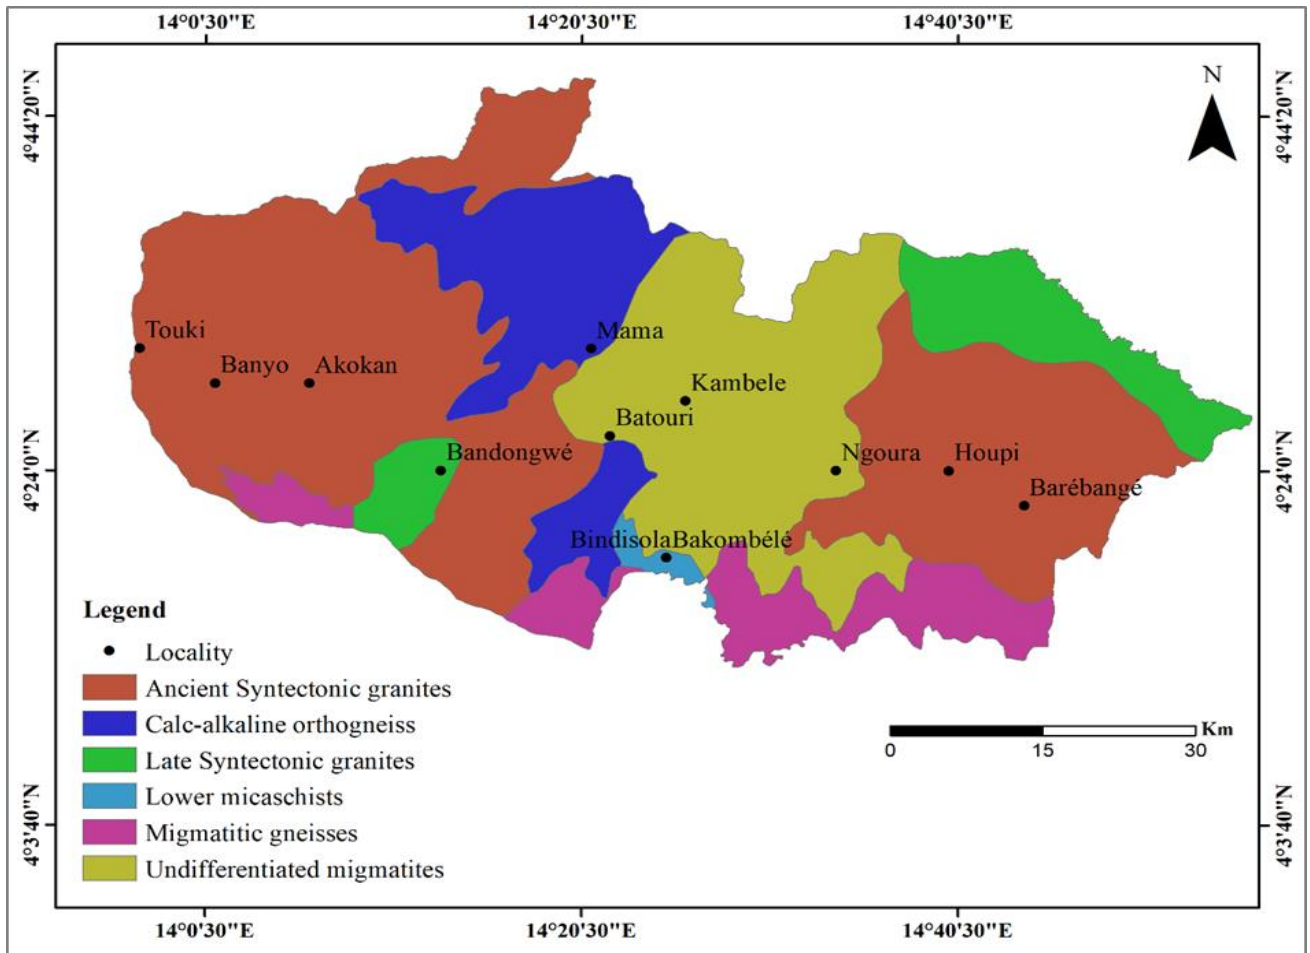 14°0'30"E 14°20'30"E 14°40'30"E
4°44'20"N 4°44'20"N
N
Touki
Mama
Banyo Akokan
Kambele
Batouri
Bandongwé
Ngoura Houpi
4°24'0"N 4°24'0"N
Barébangé
BindisolaBakombélé
Legend
Locality
Ancient Syntectonic granites
Calc-alkaline orthogneiss
Late Syntectonic granites
Lower micaschists
Migmatitic gneisses
Undifferentiated migmatites
Km
0 15 30
4°3'40"N 4°3'40"N
14°0'30"E 14°20'30"E 14°40'30"E